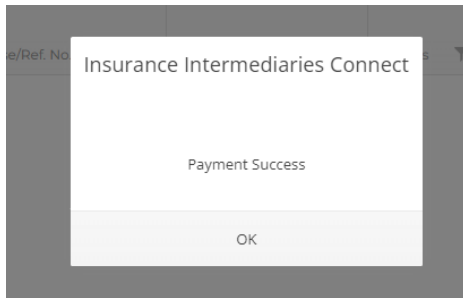 e/Ref. No.
Insurance Intermediaries Connect
s
Payment Success
OK